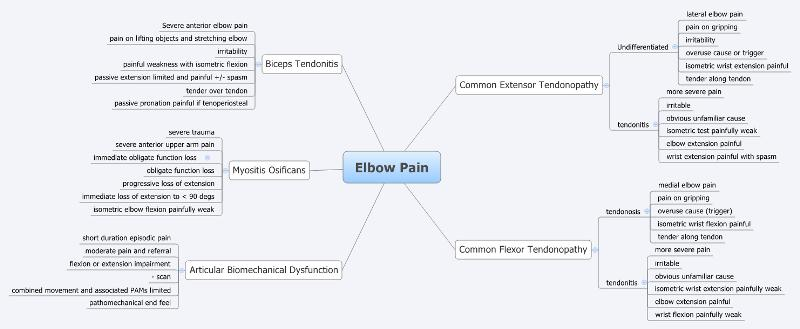 Elbow Pain
Biceps Tendonitis
Severe anterior elbow pain
pain on lifting objects and stretching elbow
irritability
painful weakness with isometric flexion
passive extension limited and painful +/- spasm
tender over tendon
passive pronation painful if tenoperiosteal
Myositis Osificans
severe trauma
severe anterior upper arm pain
immediate obligate function loss
obligate function loss
progressive loss of extension
immediate loss of extension to < 90 degs
isometric elbow flexion painfully weak
Articular Biomechanical Dysfunction
short duration episodic pain
moderate pain and referral
flexion or extension impairment
- scan
combined movement and associated PAMs limited
pathomechanical end feel
Common Extensor Tendonopathy
Undifferentiated
lateral elbow pain
pain on gripping
irritability
overuse cause or trigger
isometric wrist extension painful
tender along tendon
tendonitis
more severe pain
irritable
obvious unfamiliar cause
isometric test painfully weak
elbow extension painful
wrist extension painful with spasm
Common Flexor Tendonopathy
tendonosis
medial elbow pain
pain on gripping
overuse cause (trigger)
isometric wrist flexion painful
tender along tendon
tendonitis
more severe pain
irritable
obvious unfamiliar cause
isometric wrist extension painfully weak
elbow extension painful
wrist flexion painfully weak